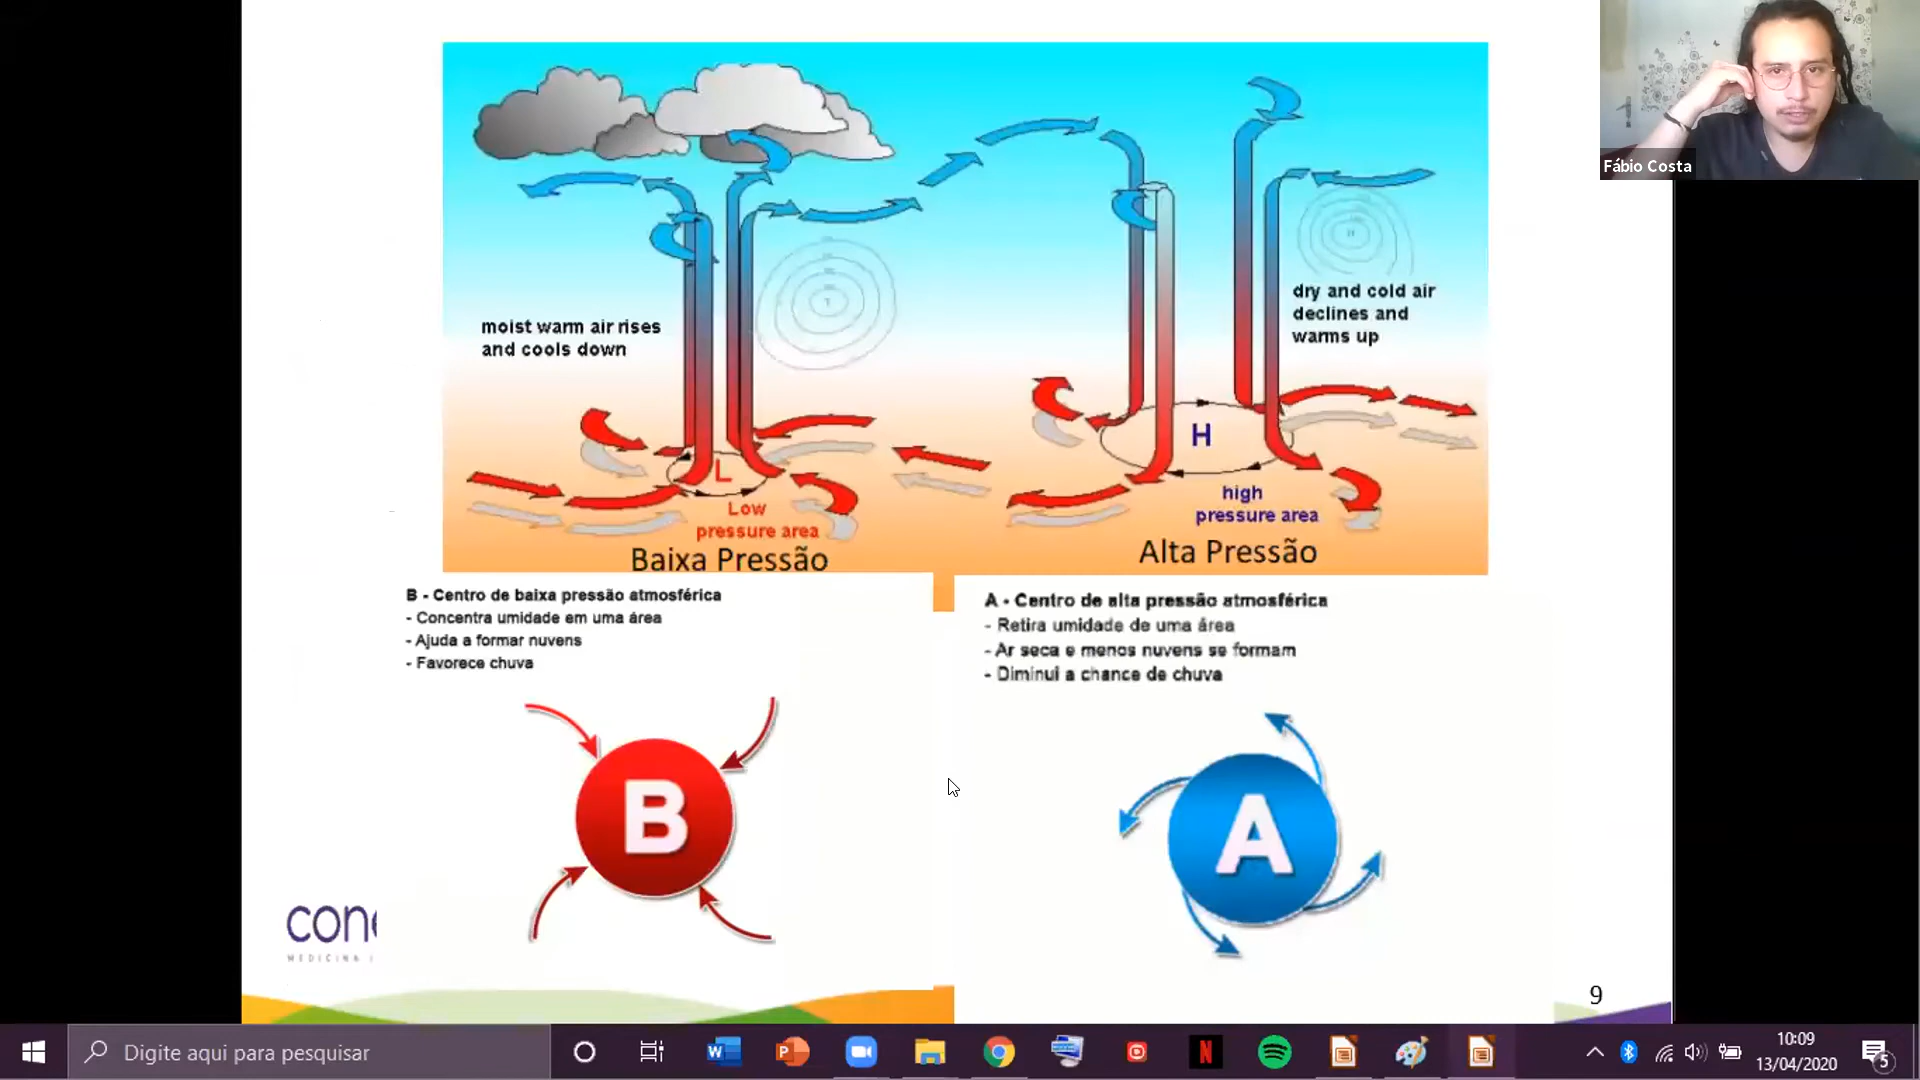 Fábio Costa
moist warm air rises
and cools down
dry and cold air
declines and
warms up
L
Low
pressure area
Baixa Pressão
H
high
pressure area
Alta Pressão
B - Centro de baixa pressão atmosférica
- Concentra umidade em uma área
- Ajuda a formar nuvens
- Favorece chuva
A - Centro de alta pressão atmosférica
- Retira umidade de uma área
- Ar seca e menos nuvens se formam
- Diminui a chance de chuva
B
A
MEDICINA
9
Digite aqui para pesquisar
10:09
13/04/2020
5